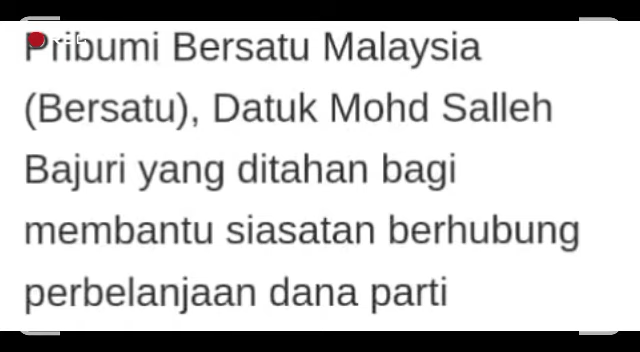 Pribumi Bersatu Malaysia
(Bersatu), Datuk Mohd Salleh
Bajuri yang ditahan bagi
membantu siasatan berhubung
perbelanjaan dana parti